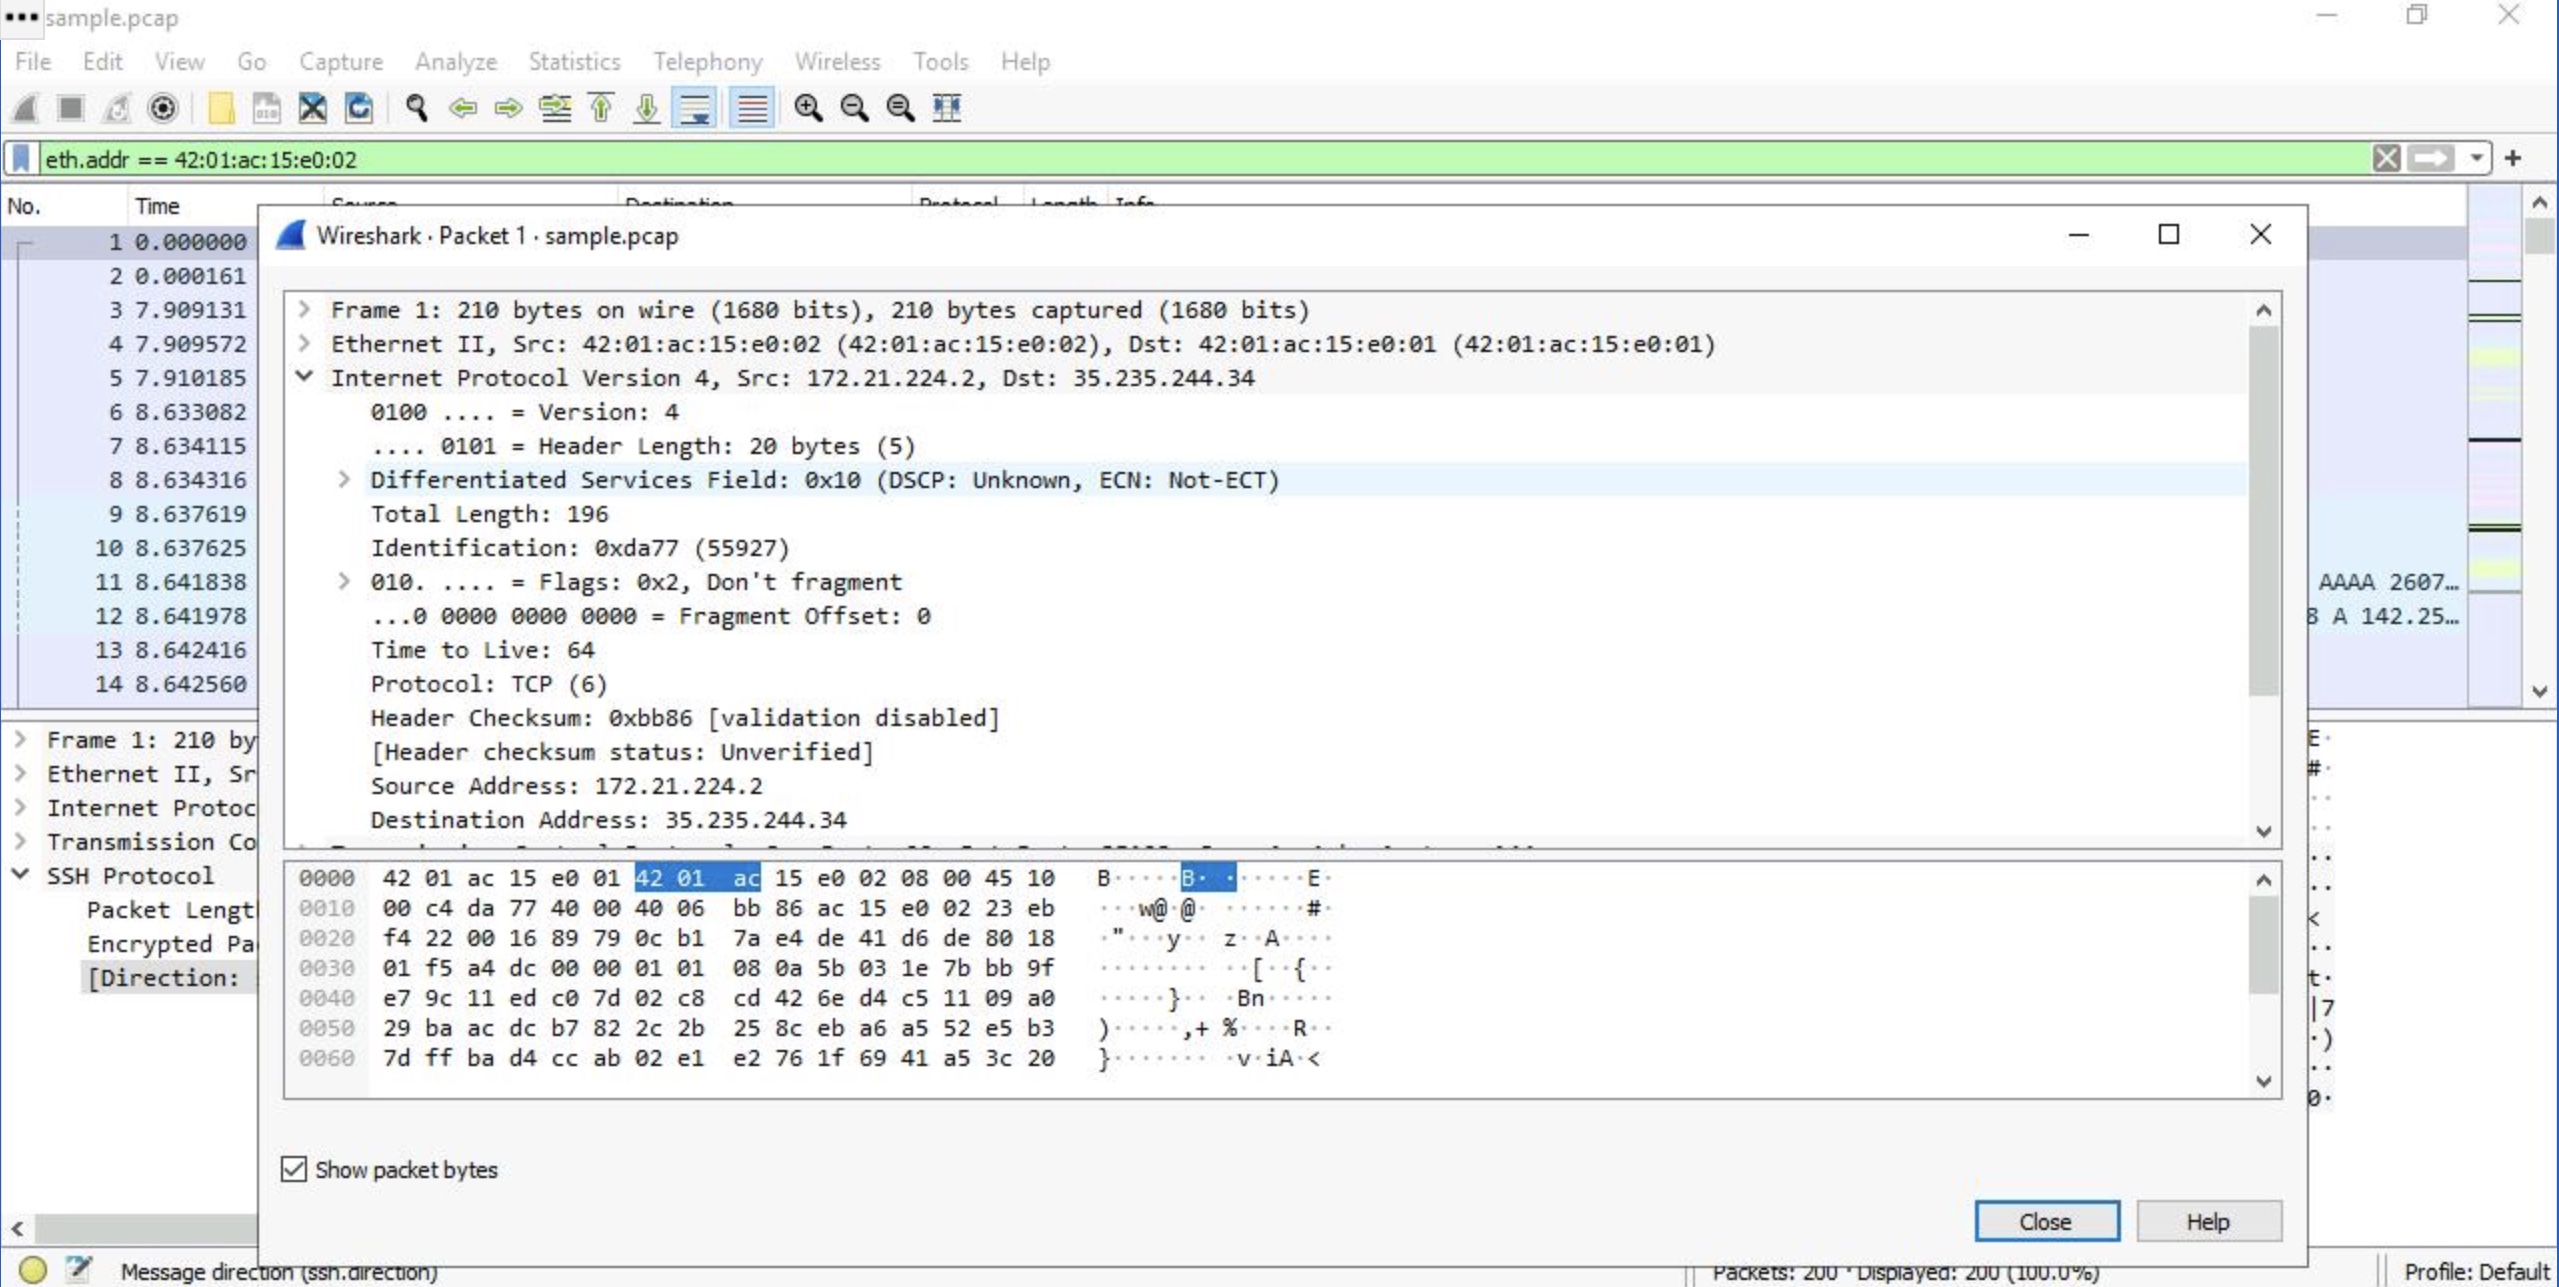 sample.pcap
File Edit View Go Capture Analyze Statistics Telephony Wireless Tools Help
eth.addr == 42:01:ac:15:e0:02
No. Time Source Destination Protocol Length Info
1 0.000000
2 0.000161
3 7.909131
4 7.909572
5 7.910185
6 8.633082
7 8.634115
8 8.634316
9 8.637619
10 8.637625
11 8.641838 AAAA 2607…
12 8.641978 8 A 142.25…
13 8.642416
14 8.642560
Wireshark · Packet 1 · sample.pcap
Frame 1: 210 bytes on wire (1680 bits), 210 bytes captured (1680 bits)
Ethernet II, Src: 42:01:ac:15:e0:02 (42:01:ac:15:e0:02), Dst: 42:01:ac:15:e0:01 (42:01:ac:15:e0:01)
Internet Protocol Version 4, Src: 172.21.224.2, Dst: 35.235.244.34
0100 .... = Version: 4
.... 0101 = Header Length: 20 bytes (5)
Differentiated Services Field: 0x10 (DSCP: Unknown, ECN: Not-ECT)
Total Length: 196
Identification: 0xda77 (55927)
010. .... = Flags: 0x2, Don't fragment
...0 0000 0000 0000 = Fragment Offset: 0
Time to Live: 64
Protocol: TCP (6)
Header Checksum: 0xbb86 [validation disabled]
[Header checksum status: Unverified]
Source Address: 172.21.224.2
Destination Address: 35.235.244.34
0000 42 01 ac 15 e0 01 42 01 ac 15 e0 02 08 00 45 10 B·····B· ······E·
0010 00 c4 da 77 40 00 40 06 bb 86 ac 15 e0 02 23 eb ···w@·@· ······#·
0020 f4 22 00 16 89 79 0c b1 7a e4 de 41 d6 de 80 18 ·"···y·· z··A····
0030 01 f5 a4 dc 00 00 01 01 08 0a 5b 03 1e 7b bb 9f ········ ··[··{··
0040 e7 9c 11 ed c0 7d 02 c8 cd 42 6e d4 c5 11 09 a0 ·····}·· ·Bn·····
0050 29 ba ac dc b7 82 2c 2b 25 8c eb a6 a5 52 e5 b3 )·····,+ %····R··
0060 7d ff ba d4 cc ab 02 e1 e2 76 1f 69 41 a5 3c 20 }······· ·v·iA·<
Show packet bytes
Close Help
Frame 1: 210 by
Ethernet II, Sr
Internet Protoc
Transmission Co
SSH Protocol
Packet Lengt
Encrypted Pa
[Direction:
E·
#·
··
··
··
··
<
··
t·
|7
·)
··
0·
Message direction (ssh.direction) Packets: 200 · Displayed: 200 (100.0%) Profile: Default